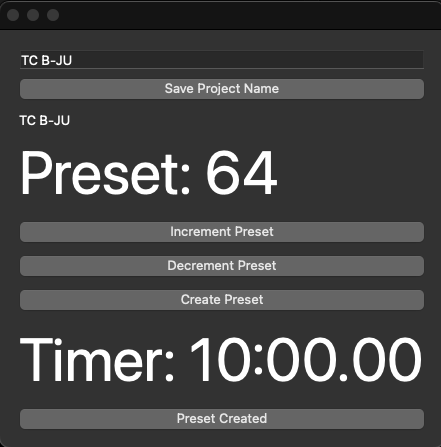 TC B-JU
Save Project Name
TC B-JU
Preset: 64
Increment Preset
Decrement Preset
Create Preset
Timer: 10:00.00
Preset Created